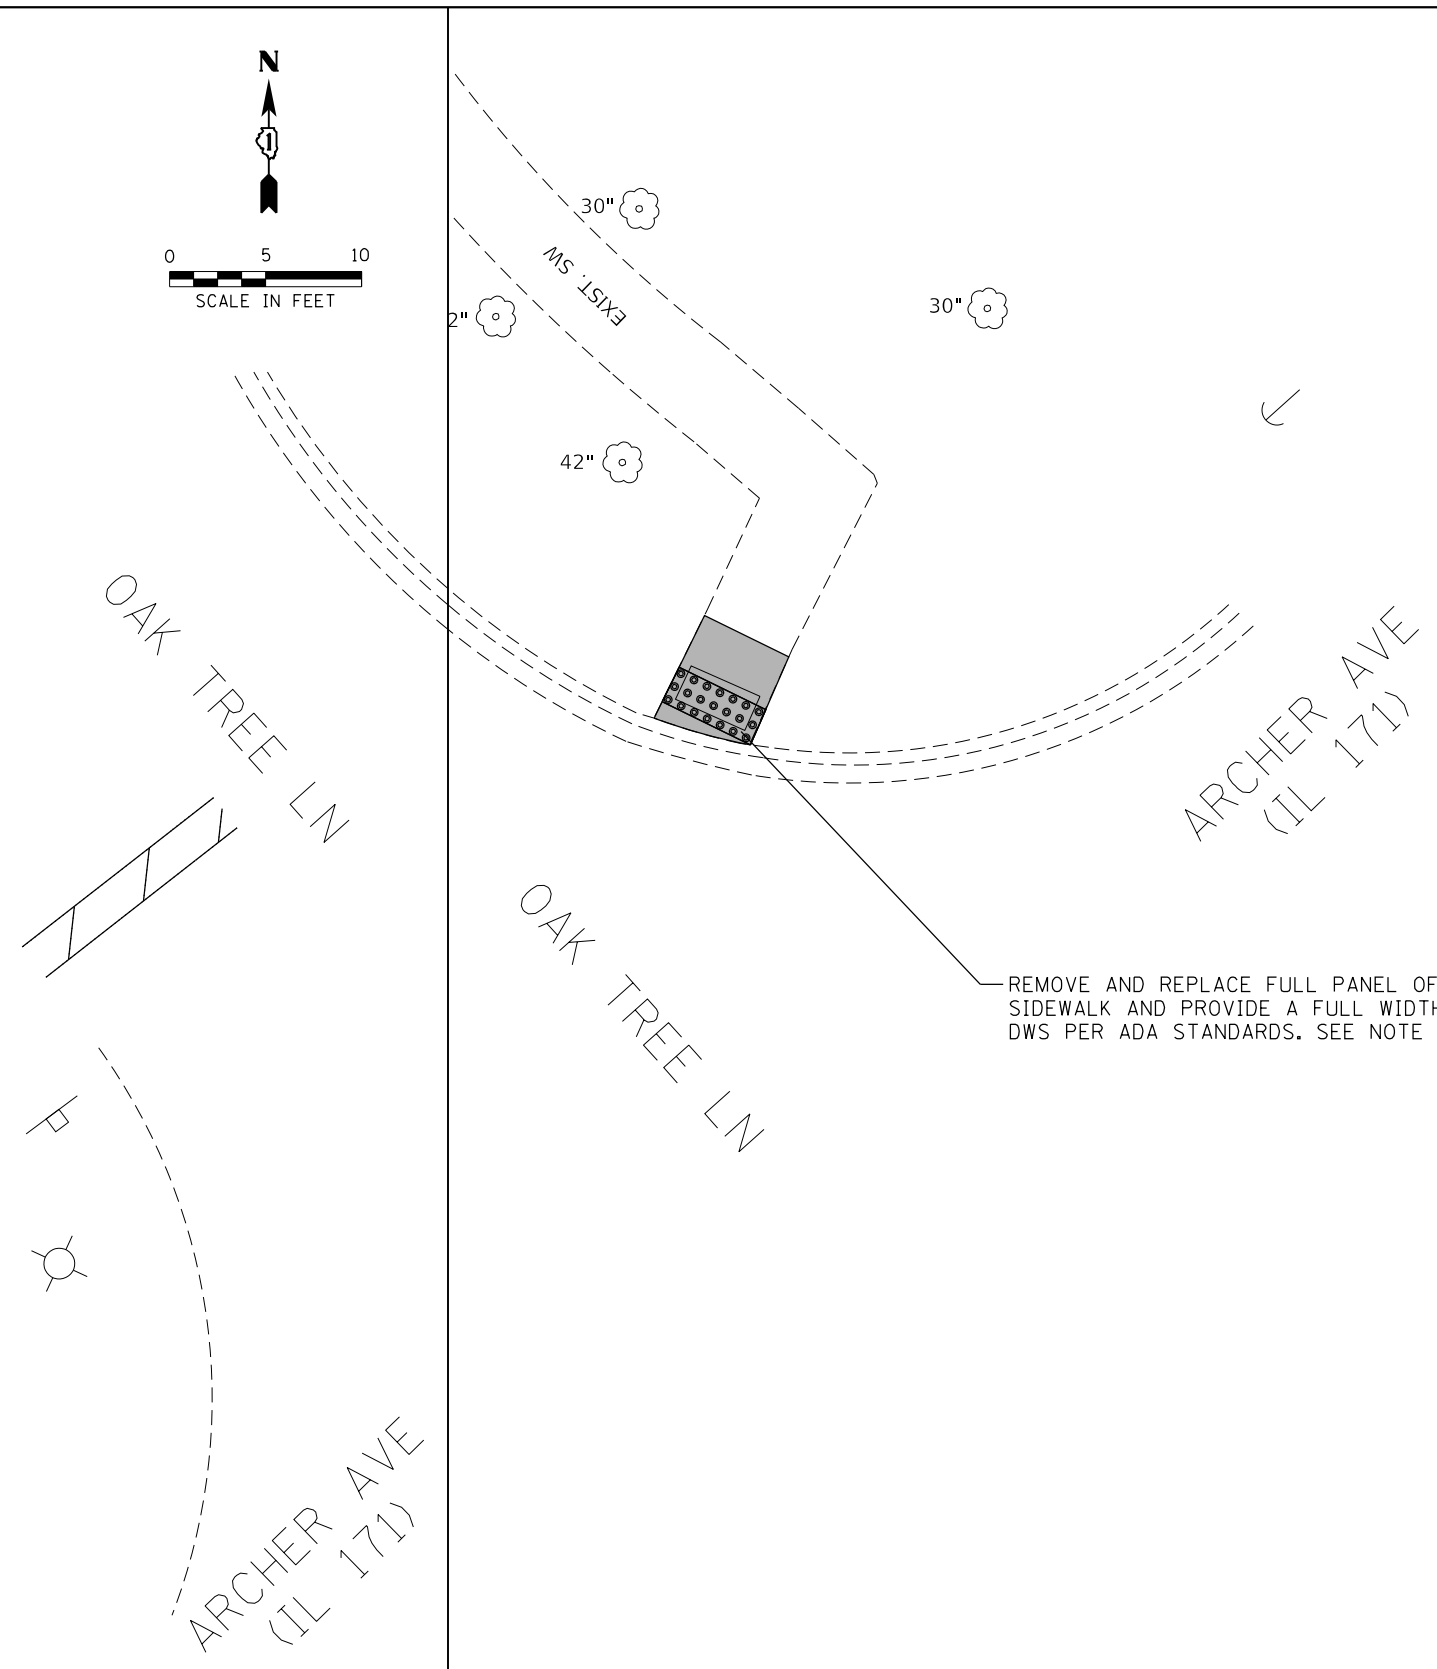 N
1
0 5 10
SCALE IN FEET
30"
EXIST. SW
2"
30"
42"
OAK TREE LN
ARCHER AVE
(IL 171)
OAK TREE LN
REMOVE AND REPLACE FULL PANEL OF
SIDEWALK AND PROVIDE A FULL WIDTH
DWS PER ADA STANDARDS. SEE NOTE
ARCHER AVE
(IL 171)